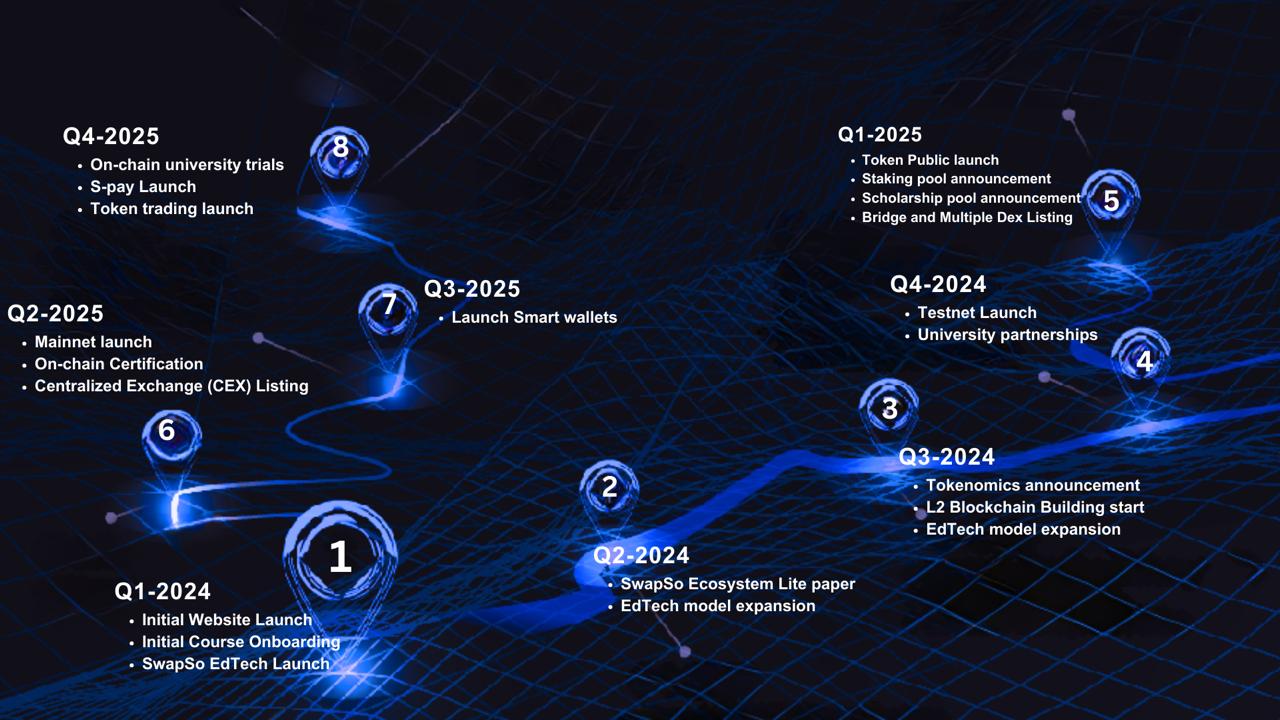 1
Q1-2024
• Initial Website Launch
• Initial Course Onboarding
• SwapSo EdTech Launch
2
Q2-2024
• SwapSo Ecosystem Lite paper
• EdTech model expansion
3
Q3-2024
• Tokenomics announcement
• L2 Blockchain Building start
• EdTech model expansion
4
Q4-2024
• Testnet Launch
• University partnerships
5
Q1-2025
• Token Public launch
• Staking pool announcement
• Scholarship pool announcement
• Bridge and Multiple Dex Listing
6
Q2-2025
• Mainnet launch
• On-chain Certification
• Centralized Exchange (CEX) Listing
7
Q3-2025
• Launch Smart wallets
8
Q4-2025
• On-chain university trials
• S-pay Launch
• Token trading launch